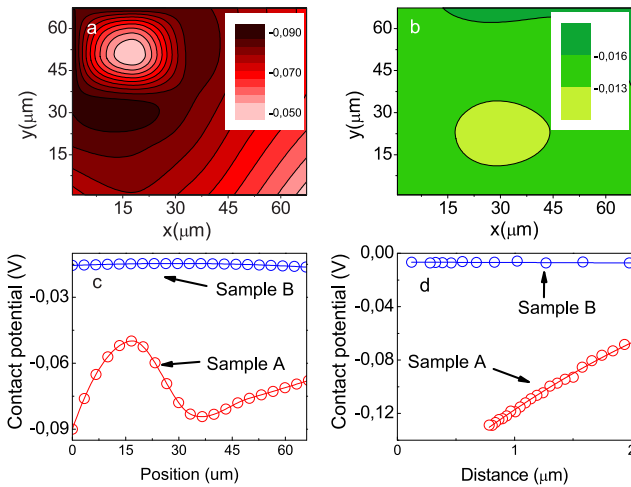 a
y(μm)
60
45
30
15
15 30 45 60
x(μm)
-0,090
-0,070
-0,050
b
y(μm)
60
45
30
15
15 30 45 60
x(μm)
-0,016
-0,013
c
Contact potential (V)
-0,03
-0,06
-0,09
Sample B
Sample A
0 15 30 45 60
Position (um)
d
Contact potential (V)
0,00
-0,04
-0,08
-0,12
Sample B
Sample A
0 1 2
Distance (μm)